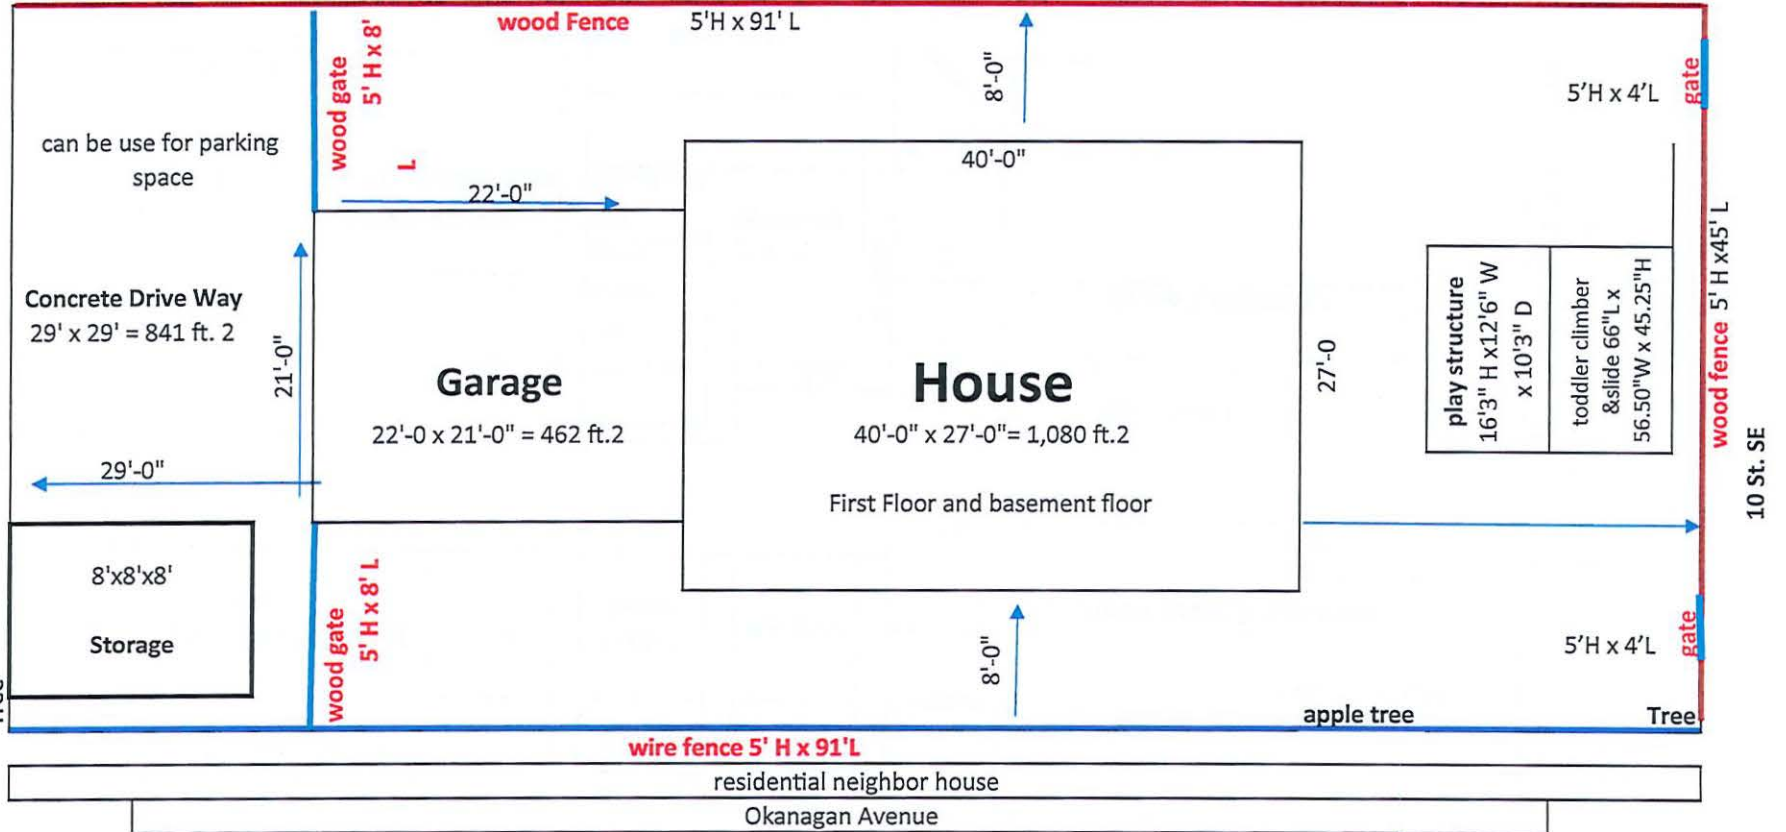 wood Fence 5'H x 91' L
wood gate
5' H x 8'
L
8'-0"
5'H x 4'L
gate
can be use for parking
space
22'-0"
40'-0"
Concrete Drive Way
29' x 29' = 841 ft. 2
21'-0"
29'-0"
Garage
22'-0 x 21'-0" = 462 ft.2
House
40'-0" x 27'-0"= 1,080 ft.2
First Floor and basement floor
27'-0
play structure
16'3" H x12'6" W
x 10'3" D
toddler climber
&slide 66"L x
56.50"W x 45.25"H
wood fence 5' H x45' L
10 St. SE
8'x8'x8'
Storage
wood gate
5' H x 8' L
8'-0"
5'H x 4'L
gate
apple tree
Tree
wire fence 5' H x 91'L
residential neighbor house
Okanagan Avenue